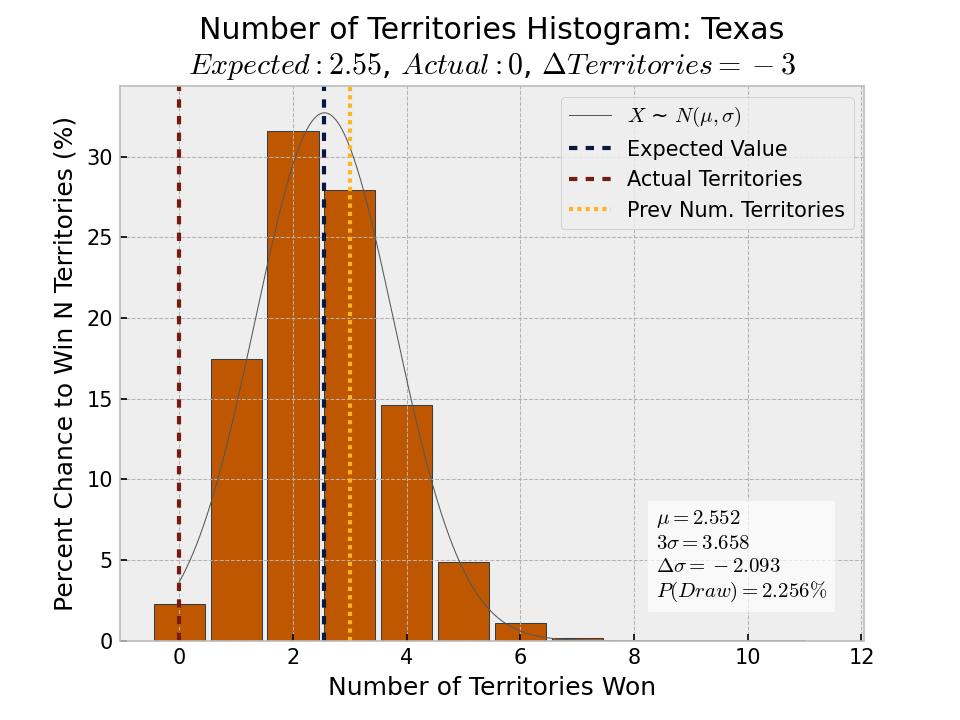 Number of Territories Histogram: Texas
Expected : 2.55, Actual : 0, ΔTerritories = −3
X ~ N(μ, σ)
Expected Value
Actual Territories
Prev Num. Territories
Percent Chance to Win N Territories (%)
30
25
20
15
10
5
0
μ = 2.552
3σ = 3.658
Δσ = −2.093
P(Draw) = 2.256%
0 2 4 6 8 10 12
Number of Territories Won